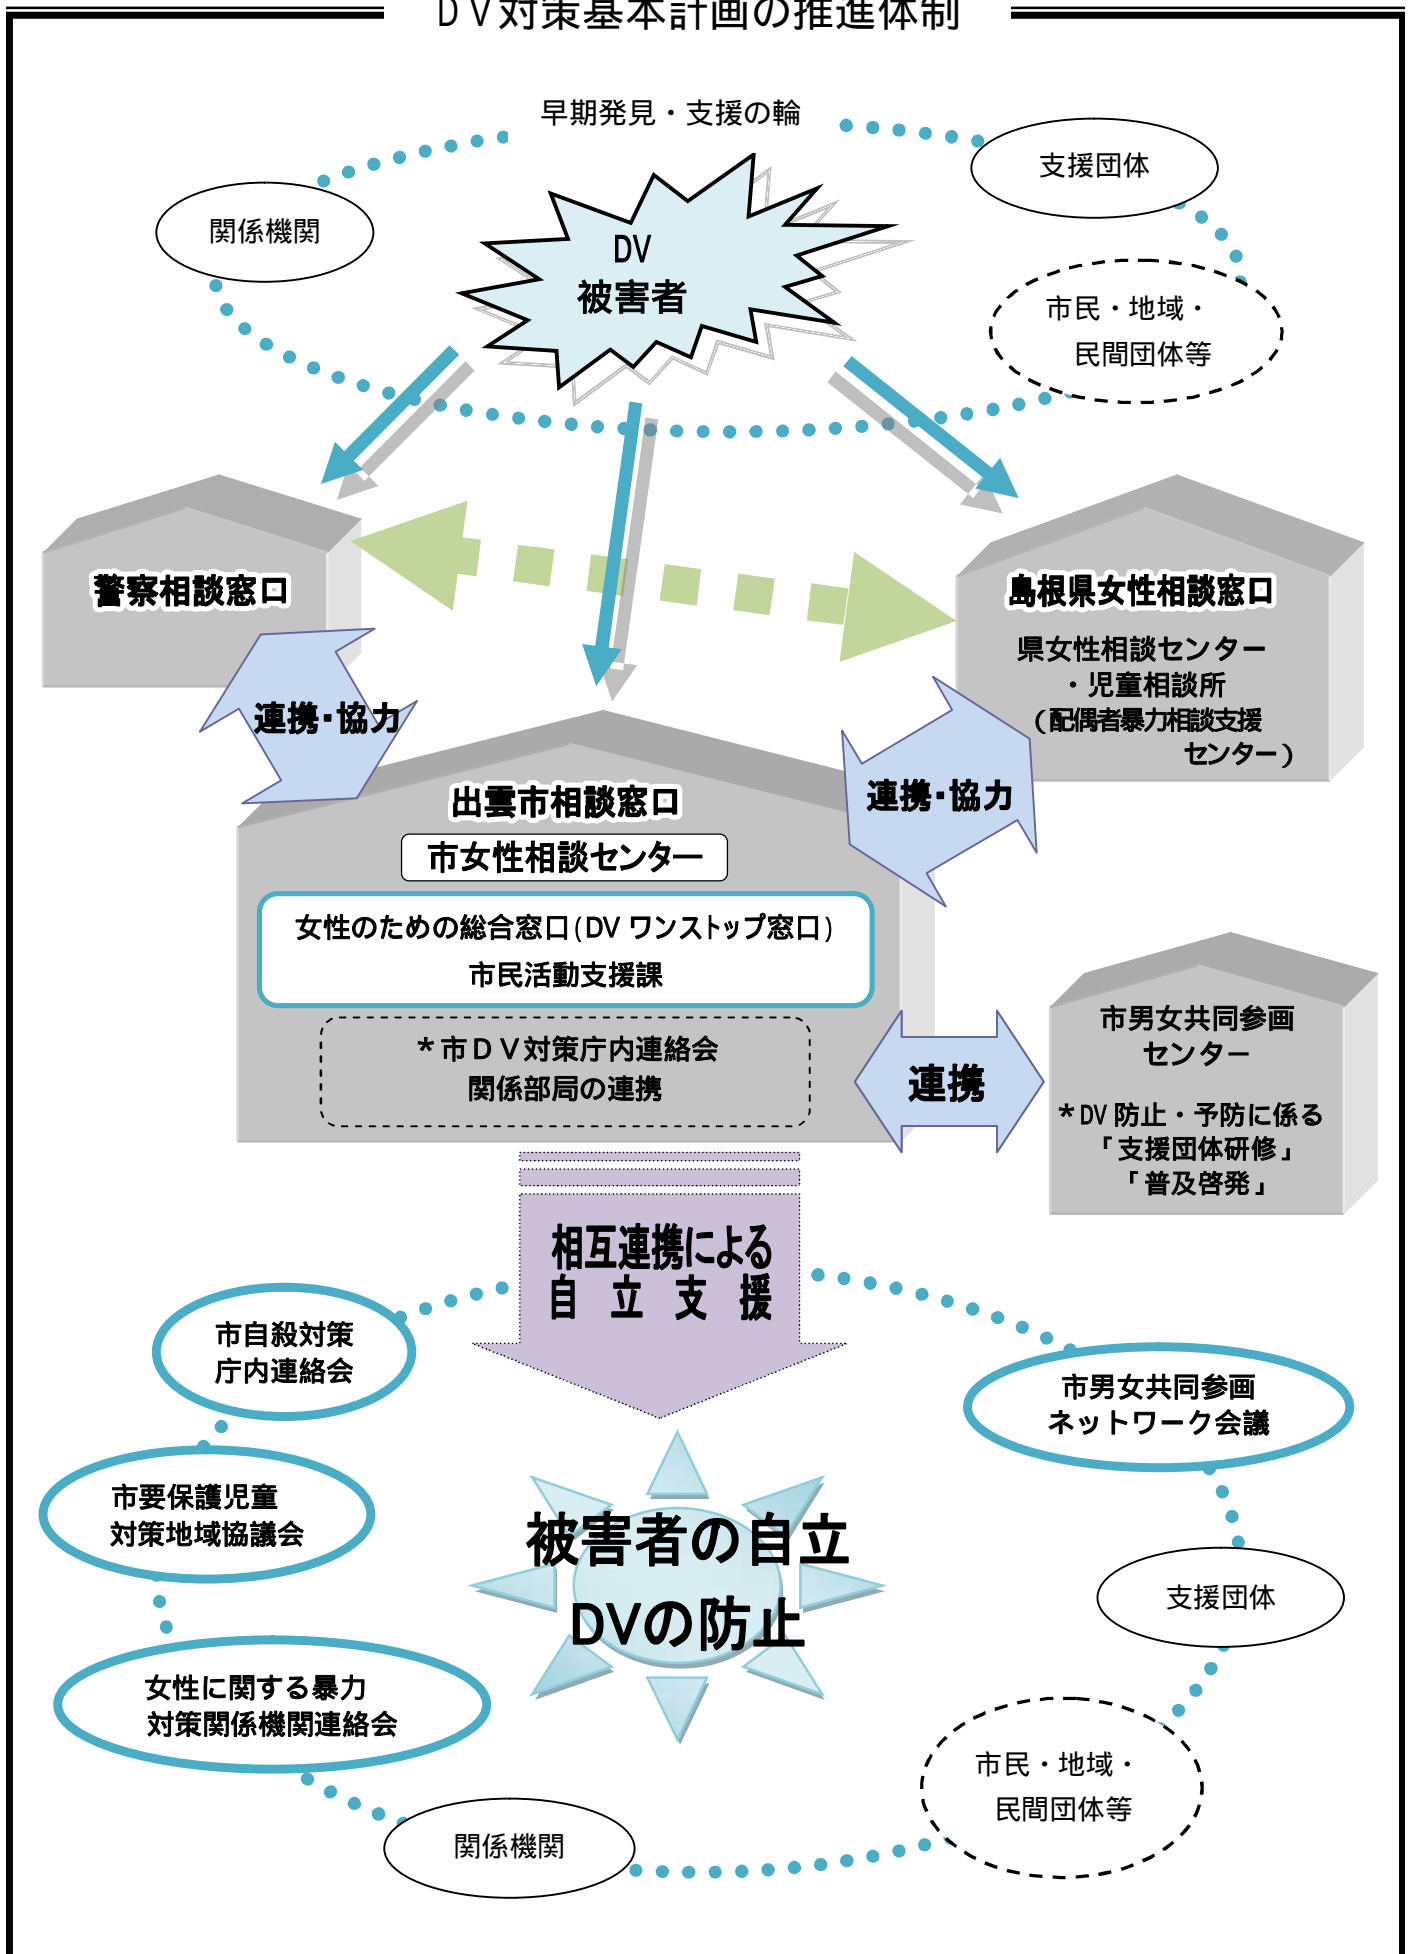 DV対策基本計画の推進体制
早期発見・支援の輪
支援団体
関係機関
DV
被害者
市民・地域・
民間団体等
警察相談窓口
島根県女性相談窓口
県女性相談センター
・児童相談所
(配偶者暴力相談支援
センター)
連携・協力
連携・協力
出雲市相談窓口
市女性相談センター
女性のための総合窓口(DVワンストップ窓口)
市民活動支援課
*市DV対策庁内連絡会
関係部局の連携
連携
市男女共同参画
センター
*DV防止・予防に係る
「支援団体研修」
「普及啓発」
相互連携による
自 立 支 援
市自殺対策
庁内連絡会
市男女共同参画
ネットワーク会議
市要保護児童
対策地域協議会
被害者の自立
DVの防止
支援団体
女性に関する暴力
対策関係機関連絡会
市民・地域・
民間団体等
関係機関